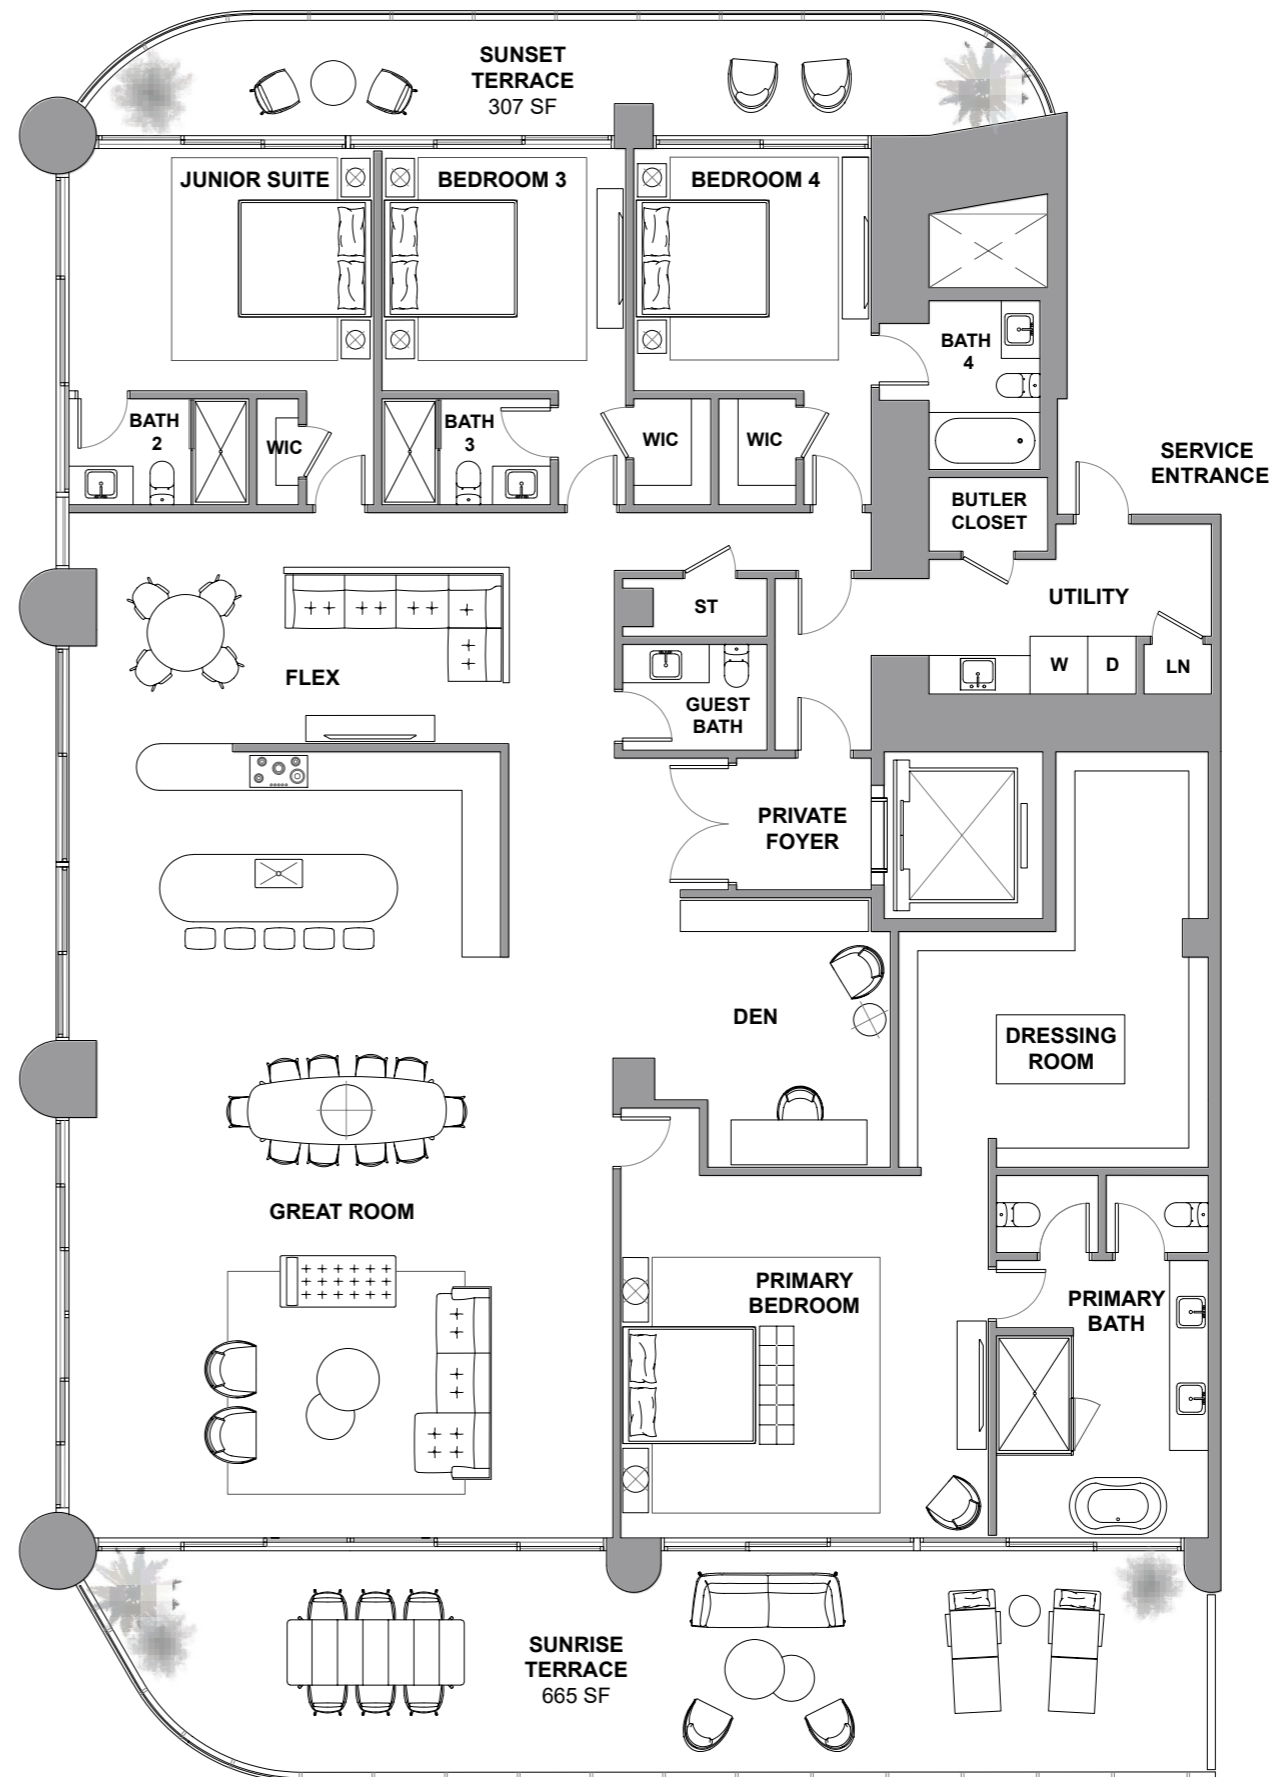 SUNSET
TERRACE
307 SF
JUNIOR SUITE
BEDROOM 3
BEDROOM 4
BATH
4
BATH
2
WIC
BATH
3
WIC
WIC
SERVICE
ENTRANCE
BUTLER
CLOSET
ST
UTILITY
FLEX
W
D
LN
GUEST
BATH
PRIVATE
FOYER
DEN
DRESSING
ROOM
GREAT ROOM
PRIMARY
BEDROOM
PRIMARY
BATH
SUNRISE
TERRACE
665 SF